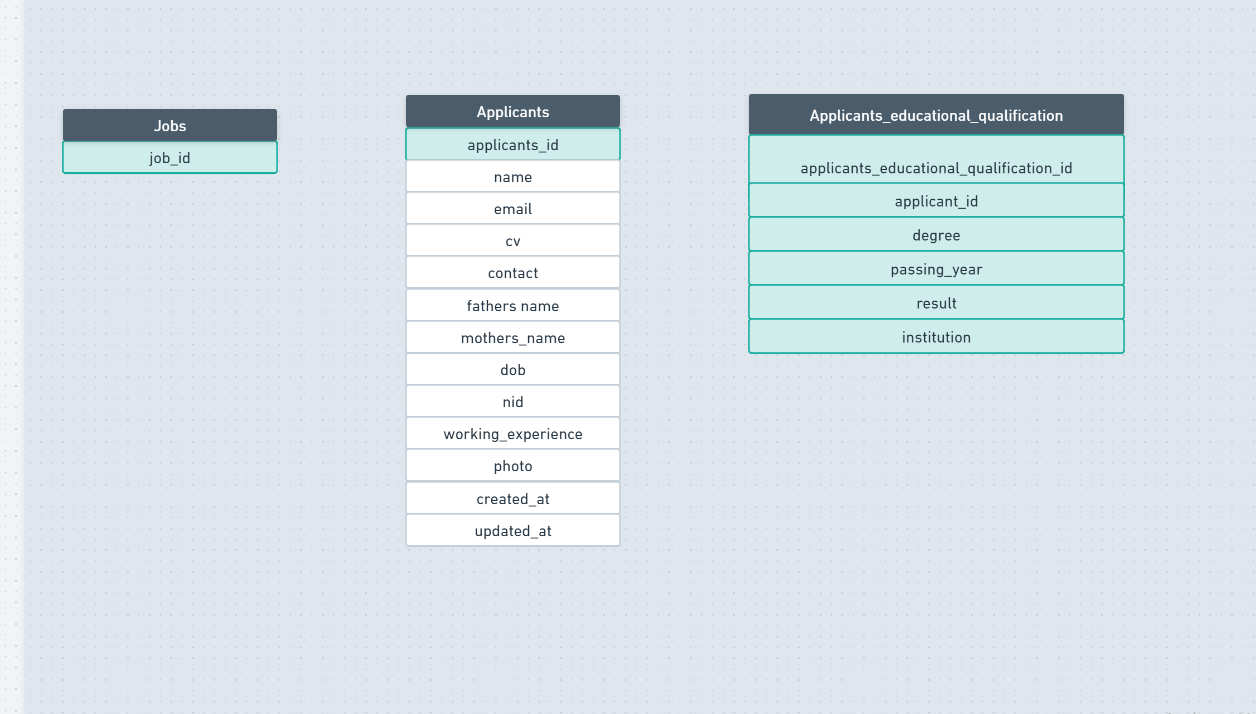 Jobs
job_id
Applicants
applicants_id
name
email
cv
contact
fathers name
mothers_name
dob
nid
working_experience
photo
created_at
updated_at
Applicants_educational_qualification
applicants_educational_qualification_id
applicant_id
degree
passing_year
result
institution